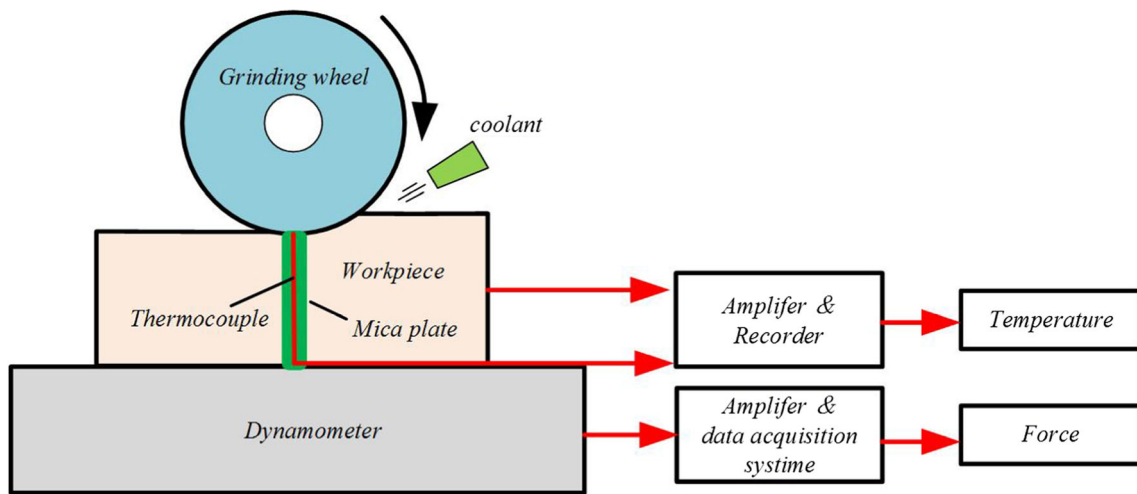 Grinding wheel
coolant
Workpiece
Thermocouple
Mica plate
Amplifer &
Recorder
Temperature
Dynamometer
Amplifer &
data acquisition
systime
Force